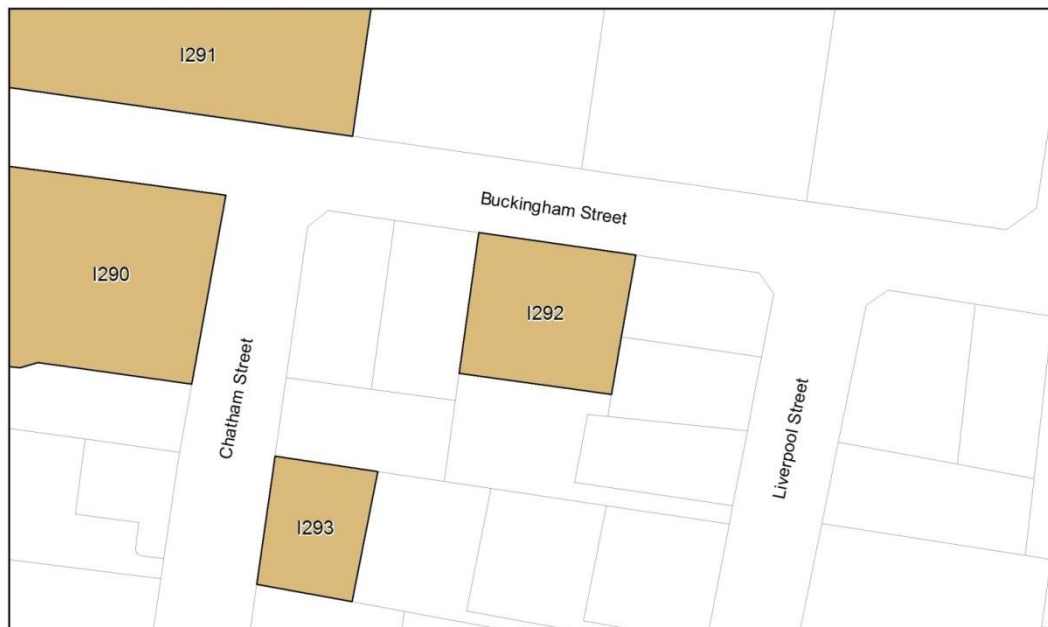 I291
Buckingham Street
I290
I292
Chatham Street
Liverpool Street
I293